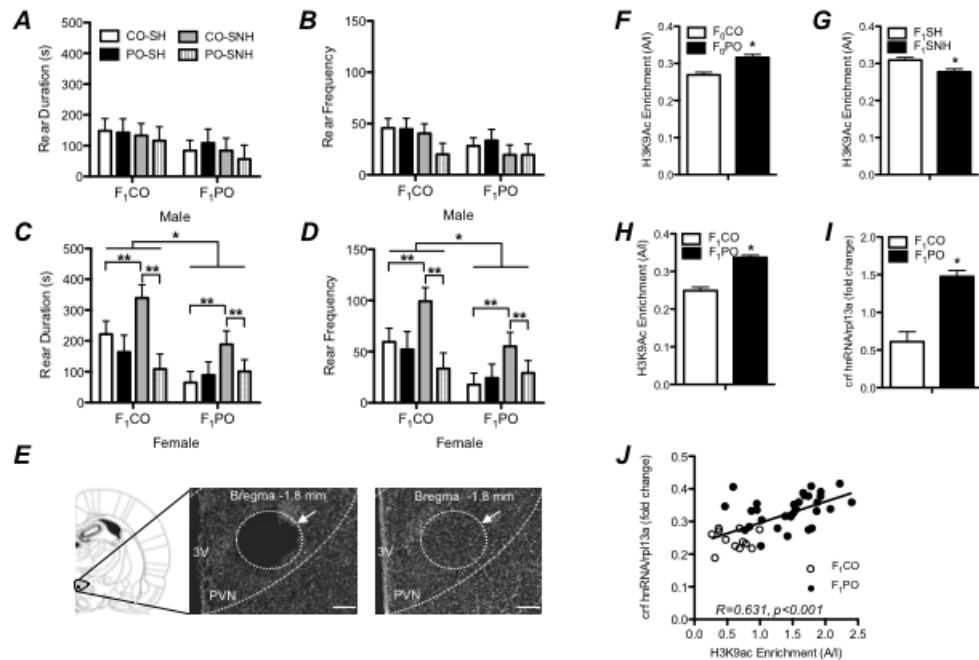 A
CO-SH
CO-SNH
PO-SH
PO-SNH
Rear Duration (s)
500
400
300
200
100
0
F1CO
F1PO
Male
B
Rear Frequency
150
100
50
0
F1CO
F1PO
Male
F
F0CO
F0PO
H3K9Ac Enrichment (A/I)
0.4
0.3
0.2
0.1
0.0
*
G
F1SH
F1SNH
H3K9Ac Enrichment (A/I)
0.4
0.3
0.2
0.1
0.0
*
C
Rear Duration (s)
500
400
300
200
100
0
*
**
**
**
**
F1CO
F1PO
Female
D
Rear Frequency
150
100
50
0
*
**
**
**
**
F1CO
F1PO
Female
H
F1CO
F1PO
H3K9Ac Enrichment (A/I)
0.4
0.3
0.2
0.1
0.0
*
I
F1CO
F1PO
crf hnRNA/rpl13a (fold change)
2.0
1.5
1.0
0.5
0.0
*
E
Bregma -1.8 mm
3V
PVN
Bregma -1.8 mm
3V
PVN
J
crf hnRNA/rpl13a (fold change)
0.5
0.4
0.3
0.2
0.1
0.0
F1CO
F1PO
R=0.631, p<0.001
0.0
0.5
1.0
1.5
2.0
2.5
H3K9ac Enrichment (A/I)